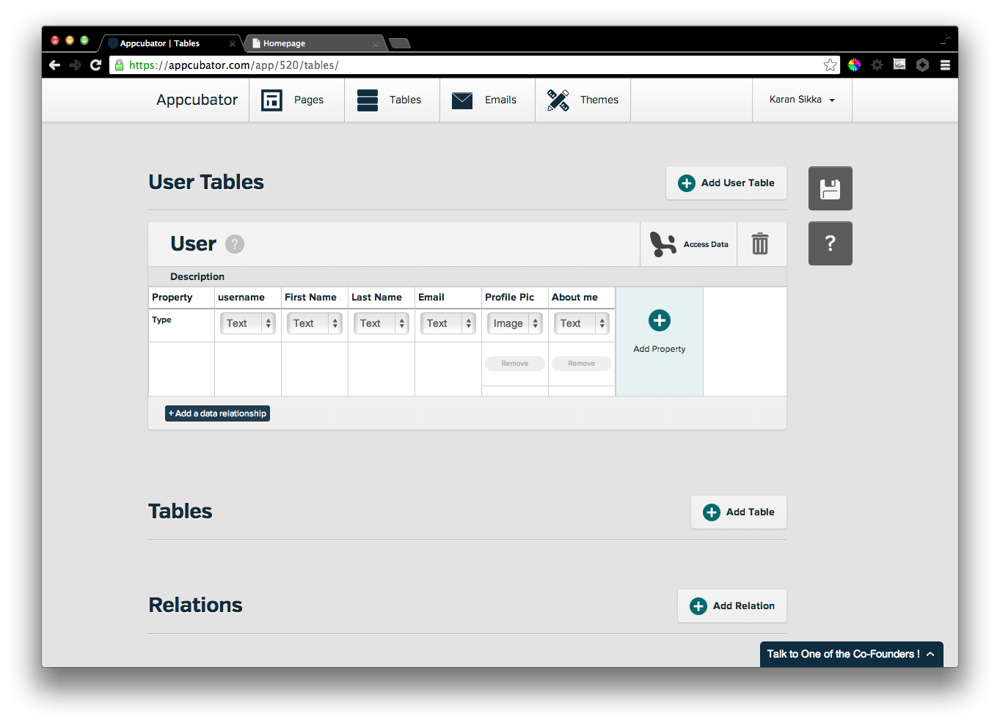 Appcubator | Tables
Homepage
https://appcubator.com/app/520/tables/
Appcubator
Pages
Tables
Emails
Themes
Karan Sikka
User Tables
Add User Table
?
User ?
Access Data
Description
Property username First Name Last Name Email Profile Pic About me
Type Text Text Text Text Image Text
Add Property
Remove Remove
+ Add a data relationship
Tables
Add Table
Relations
Add Relation
Talk to One of the Co-Founders !